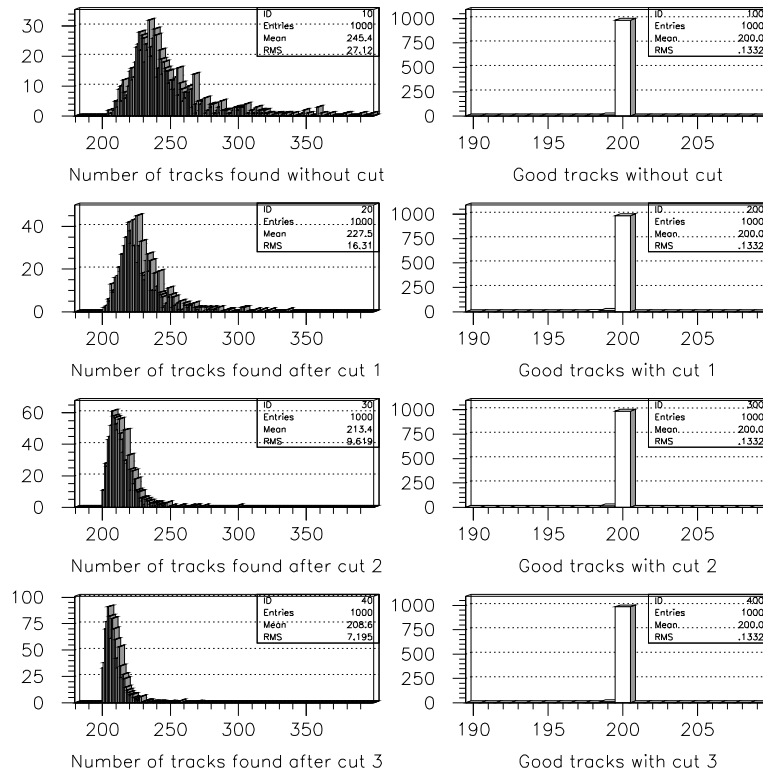 30
20
10
0
200 250 300 350
ID 10
Entries 1000
Mean 245.4
RMS 27.12
Number of tracks found without cut
1000
750
500
250
0
190 195 200 205
ID 100
Entries 1000
Mean 200.0
RMS .1332
Good tracks without cut
40
20
0
200 250 300 350
ID 20
Entries 1000
Mean 227.5
RMS 16.31
Number of tracks found after cut 1
1000
750
500
250
0
190 195 200 205
ID 200
Entries 1000
Mean 200.0
RMS .1332
Good tracks with cut 1
60
40
20
0
200 250 300 350
ID 30
Entries 1000
Mean 213.4
RMS 9.619
Number of tracks found after cut 2
1000
750
500
250
0
190 195 200 205
ID 300
Entries 1000
Mean 200.0
RMS .1332
Good tracks with cut 2
100
75
50
25
0
200 250 300 350
ID 40
Entries 1000
Mean 208.6
RMS 7.195
Number of tracks found after cut 3
1000
750
500
250
0
190 195 200 205
ID 400
Entries 1000
Mean 200.0
RMS .1332
Good tracks with cut 3